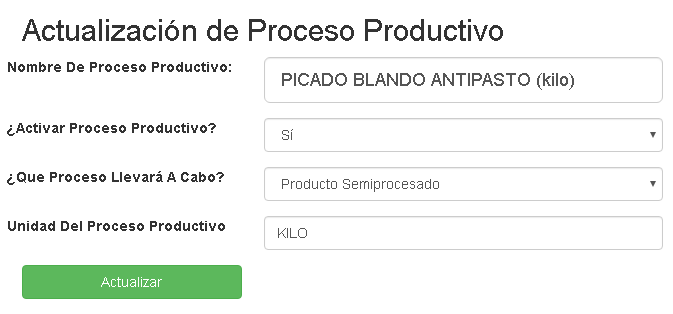 Actualización de Proceso Productivo
Nombre De Proceso Productivo: PICADO BLANDO ANTIPASTO (kilo)
¿Activar Proceso Productivo? Sí
¿Que Proceso Llevará A Cabo? Producto Semiprocesado
Unidad Del Proceso Productivo KILO
Actualizar